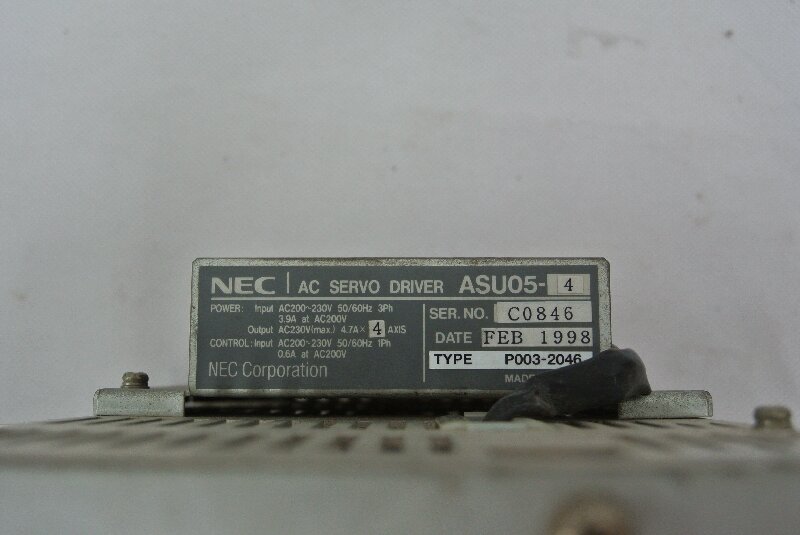 NEC AC SERVO DRIVER ASU05-4
POWER: Input AC200~230V 50/60Hz 3Ph
3.9A at AC200V
Output AC230V(max.) 4.7A× 4 AXIS
CONTROL: Input AC200~230V 50/60Hz 1Ph
0.6A at AC200V
NEC Corporation
SER. NO. C0846
DATE FEB 1998
TYPE P003-2046
MADE